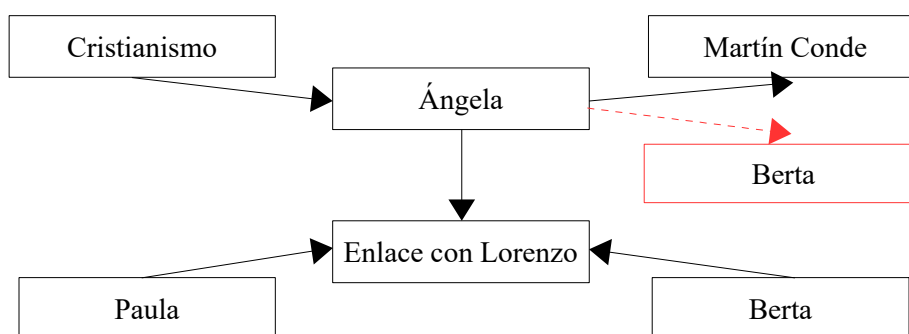 Cristianismo
Martín Conde
Ángela
Berta
Enlace con Lorenzo
Paula
Berta